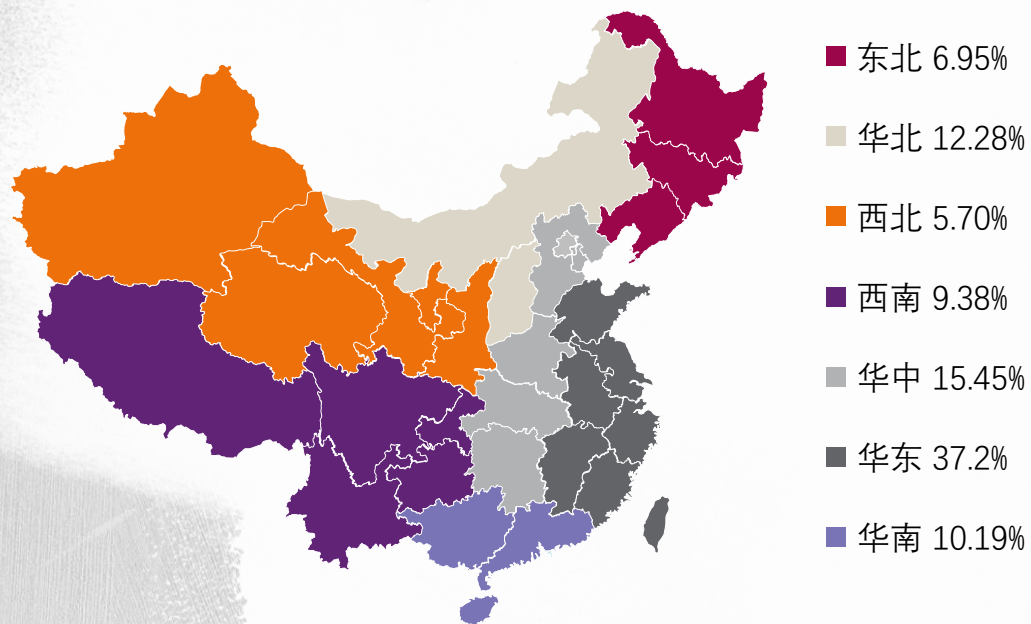 东北 6.95%
华北 12.28%
西北 5.70%
西南 9.38%
华中 15.45%
华东 37.2%
华南 10.19%